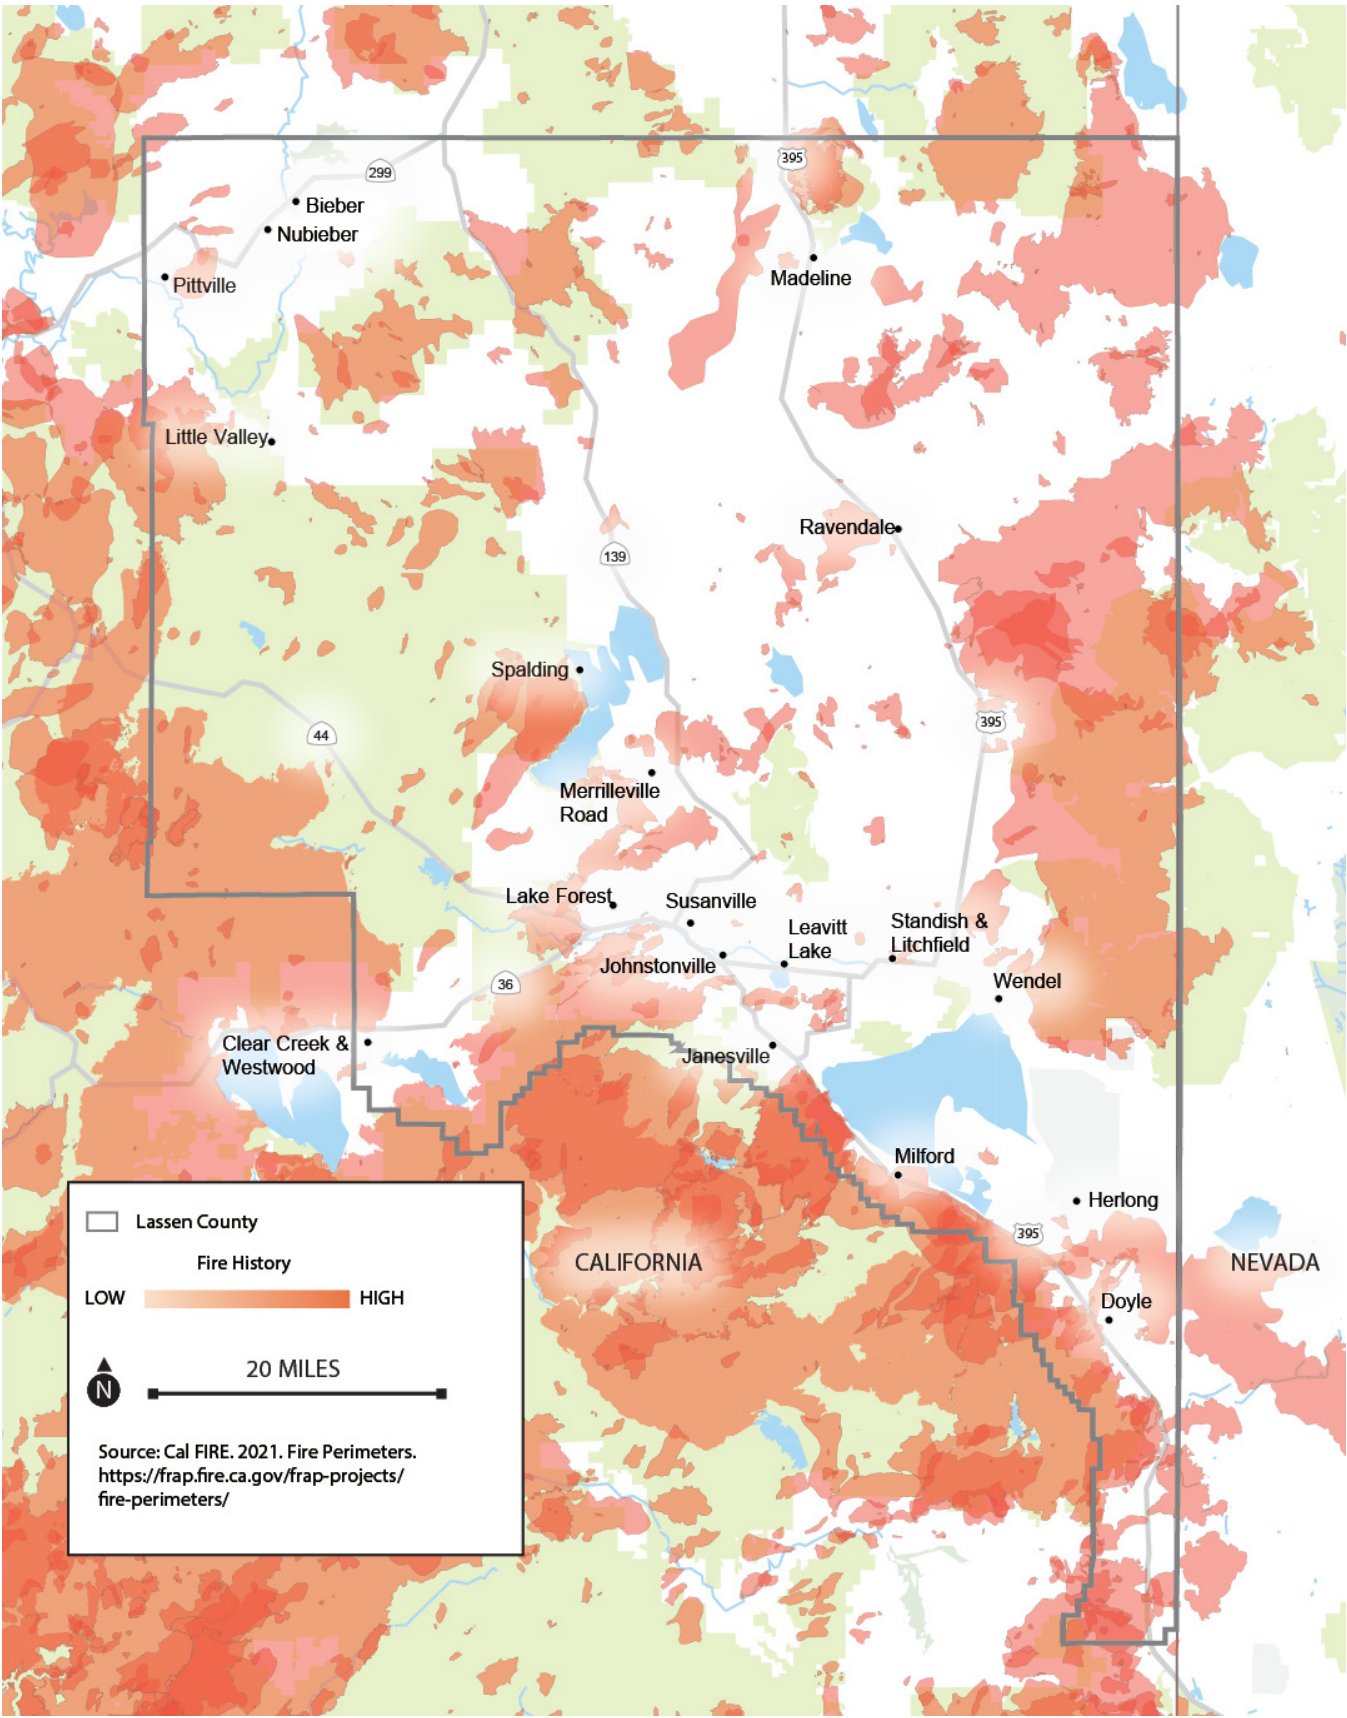 395
299
Bieber
Nubieber
Madeline
Pittville
Little Valley
Ravendale
139
Spalding
395
44
Merrilleville
Road
Lake Forest
Susanville
Leavitt
Lake
Standish &
Litchfield
Johnstonville
36
Wendel
Clear Creek &
Westwood
Janesville
Milford
Herlong
395
CALIFORNIA
NEVADA
Doyle
Lassen County
Fire History
LOW
HIGH
20 MILES
N
Source: Cal FIRE. 2021. Fire Perimeters.
https://frap.fire.ca.gov/frap-projects/
fire-perimeters/